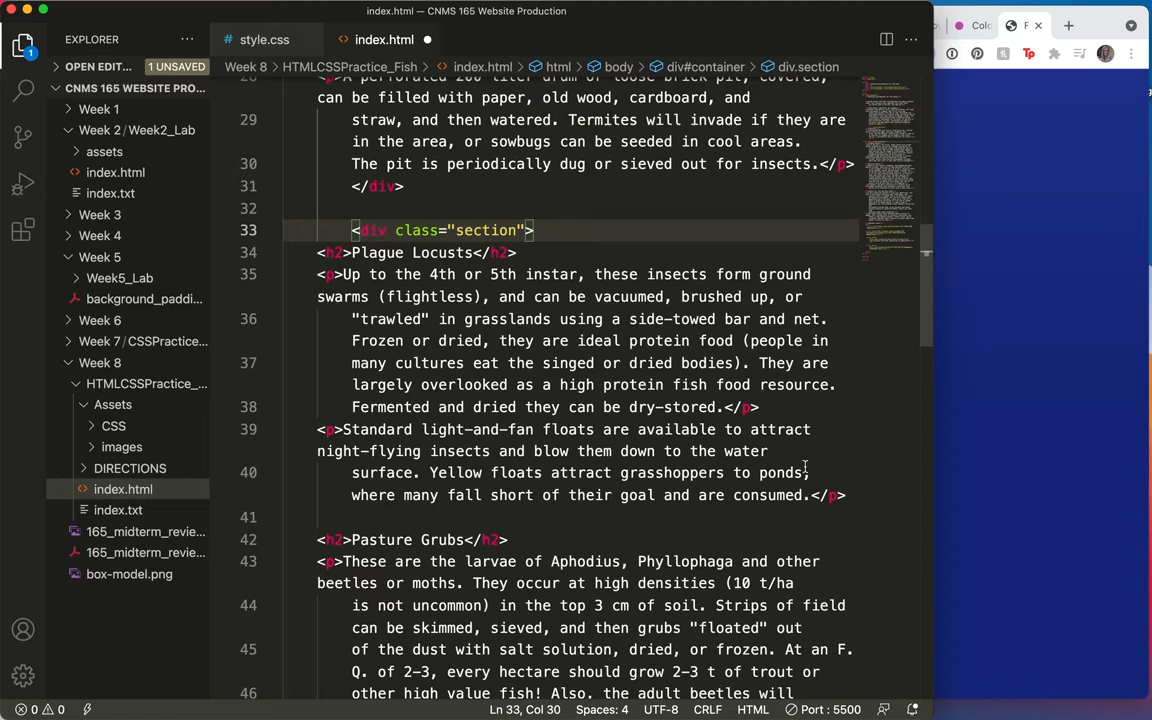 index.html — CNMS 165 Website Production
EXPLORER
style.css
index.html
Colo
F
OPEN EDIT...
1 UNSAVED
Week 8 > HTMLCSSPractice_Fish > index.html > html > body > div#container > div.section
CNMS 165 WEBSITE PRO...
Week 1
Week 2 / Week2_Lab
assets
index.html
index.txt
Week 3
Week 4
Week 5
Week5_Lab
background_paddi...
Week 6
Week 7 / CSSPractice...
Week 8
HTMLCSSPractice_...
Assets
CSS
images
DIRECTIONS
index.html
index.txt
165_midterm_revie...
165_midterm_revie...
box-model.png
can be filled with paper, old wood, cardboard, and
29 straw, and then watered. Termites will invade if they are
in the area, or sowbugs can be seeded in cool areas.
30 The pit is periodically dug or sieved out for insects.</p>
31 </div>
32
33 <div class="section">
34 <h2>Plague Locusts</h2>
35 <p>Up to the 4th or 5th instar, these insects form ground
swarms (flightless), and can be vacuumed, brushed up, or
36 "trawled" in grasslands using a side-towed bar and net.
Frozen or dried, they are ideal protein food (people in
37 many cultures eat the singed or dried bodies). They are
largely overlooked as a high protein fish food resource.
38 Fermented and dried they can be dry-stored.</p>
39 <p>Standard light-and-fan floats are available to attract
night-flying insects and blow them down to the water
40 surface. Yellow floats attract grasshoppers to ponds,
where many fall short of their goal and are consumed.</p>
41
42 <h2>Pasture Grubs</h2>
43 <p>These are the larvae of Aphodius, Phyllophaga and other
beetles or moths. They occur at high densities (10 t/ha
44 is not uncommon) in the top 3 cm of soil. Strips of field
can be skimmed, sieved, and then grubs "floated" out
45 of the dust with salt solution, dried, or frozen. At an F.
Q. of 2-3, every hectare should grow 2-3 t of trout or
46 other high value fish! Also, the adult beetles will
0 0 Ln 33, Col 30 Spaces: 4 UTF-8 CRLF HTML Port : 5500